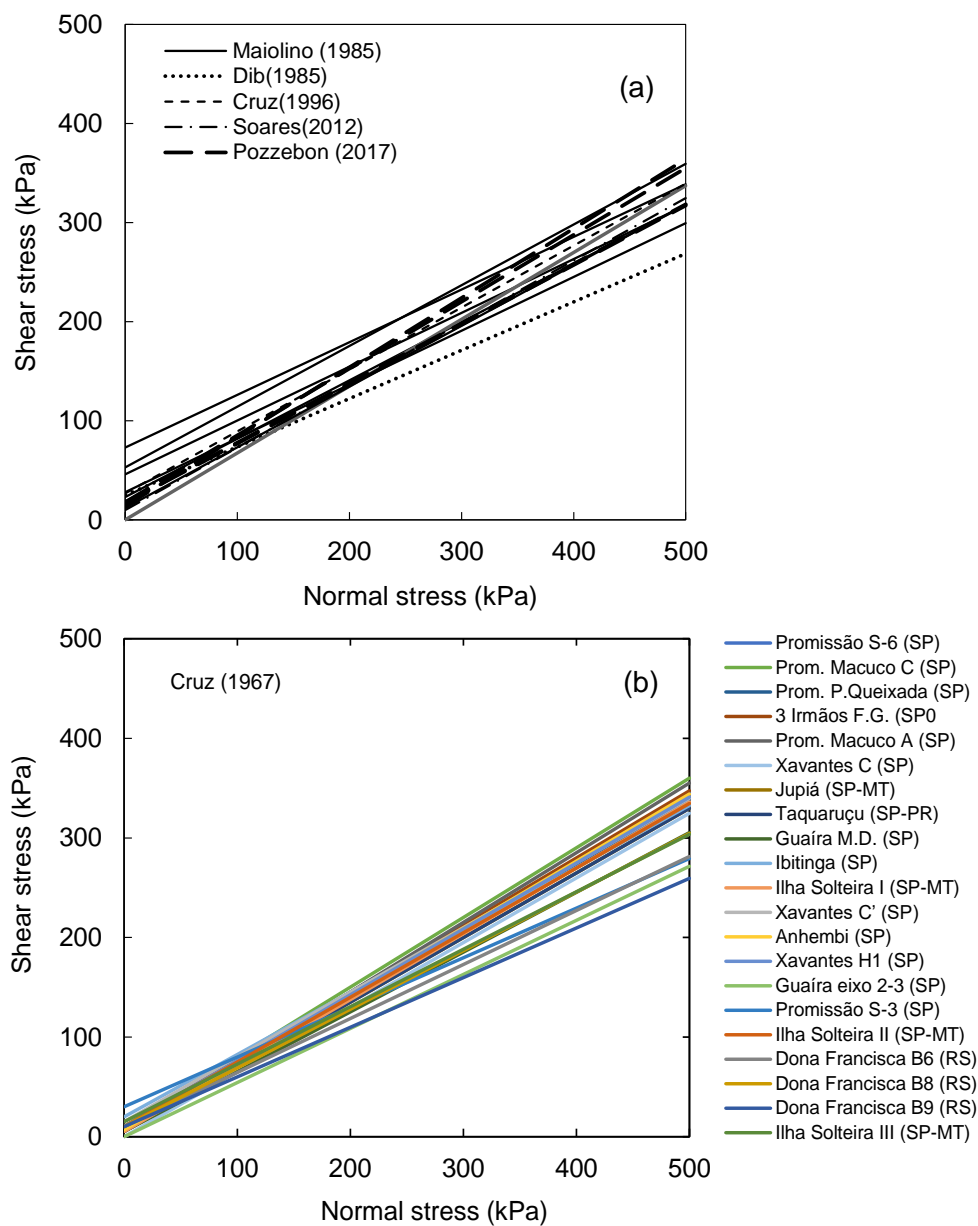 500
400
300
200
100
0
Shear stress (kPa)
Maiolino (1985)
Dib(1985)
Cruz(1996)
Soares(2012)
Pozzebon (2017)
(a)
0 100 200 300 400 500
Normal stress (kPa)
500
400
300
200
100
0
Shear stress (kPa)
Cruz (1967)
(b)
0 100 200 300 400 500
Normal stress (kPa)
Promissão S-6 (SP)
Prom. Macuco C (SP)
Prom. P.Queixada (SP)
3 Irmãos F.G. (SP0
Prom. Macuco A (SP)
Xavantes C (SP)
Jupiá (SP-MT)
Taquaruçu (SP-PR)
Guaíra M.D. (SP)
Ibitinga (SP)
Ilha Solteira I (SP-MT)
Xavantes C’ (SP)
Anhembi (SP)
Xavantes H1 (SP)
Guaíra eixo 2-3 (SP)
Promissão S-3 (SP)
Ilha Solteira II (SP-MT)
Dona Francisca B6 (RS)
Dona Francisca B8 (RS)
Dona Francisca B9 (RS)
Ilha Solteira III (SP-MT)